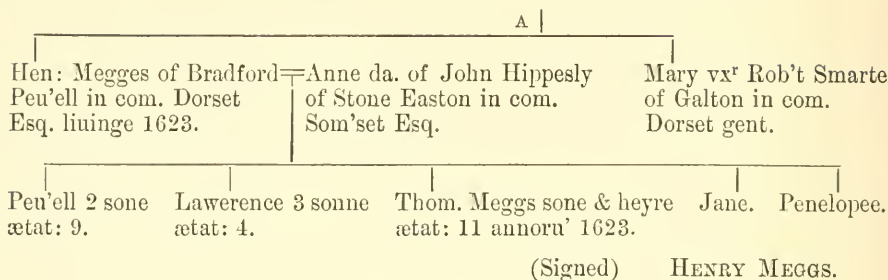 A
Hen: Megges of Bradford Anne da. of John Hippesly Mary vxʳ Rob't Smarte
Peu'ell in com. Dorset of Stone Easton in com. of Galton in com.
Esq. liuinge 1623. Som'set Esq. Dorset gent.
Peu'ell 2 sone Lawerence 3 sonne Thom. Meggs sone & heyre Jane. Penelopee.
ætat: 9. ætat: 4. ætat: 11 annoru' 1623.
(Signed) HENRY MEGGS.